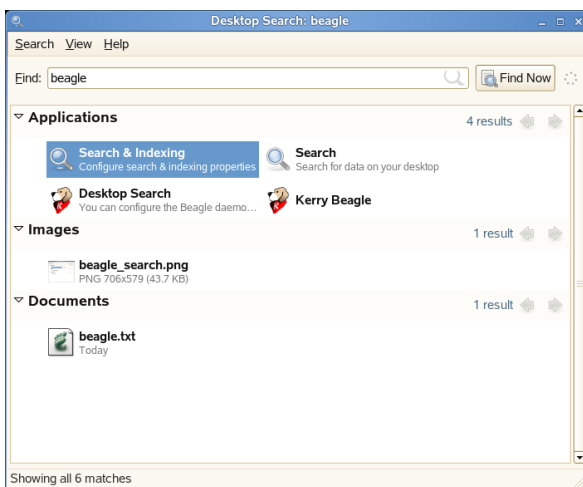 Desktop Search: beagle
Search View Help
Find: beagle Find Now
Applications 4 results
Search & Indexing
Configure search & indexing properties
Search
Search for data on your desktop
Desktop Search
You can configure the Beagle daemo...
Kerry Beagle
Images 1 result
beagle_search.png
PNG 706x579 (43.7 KB)
Documents 1 result
beagle.txt
Today
Showing all 6 matches